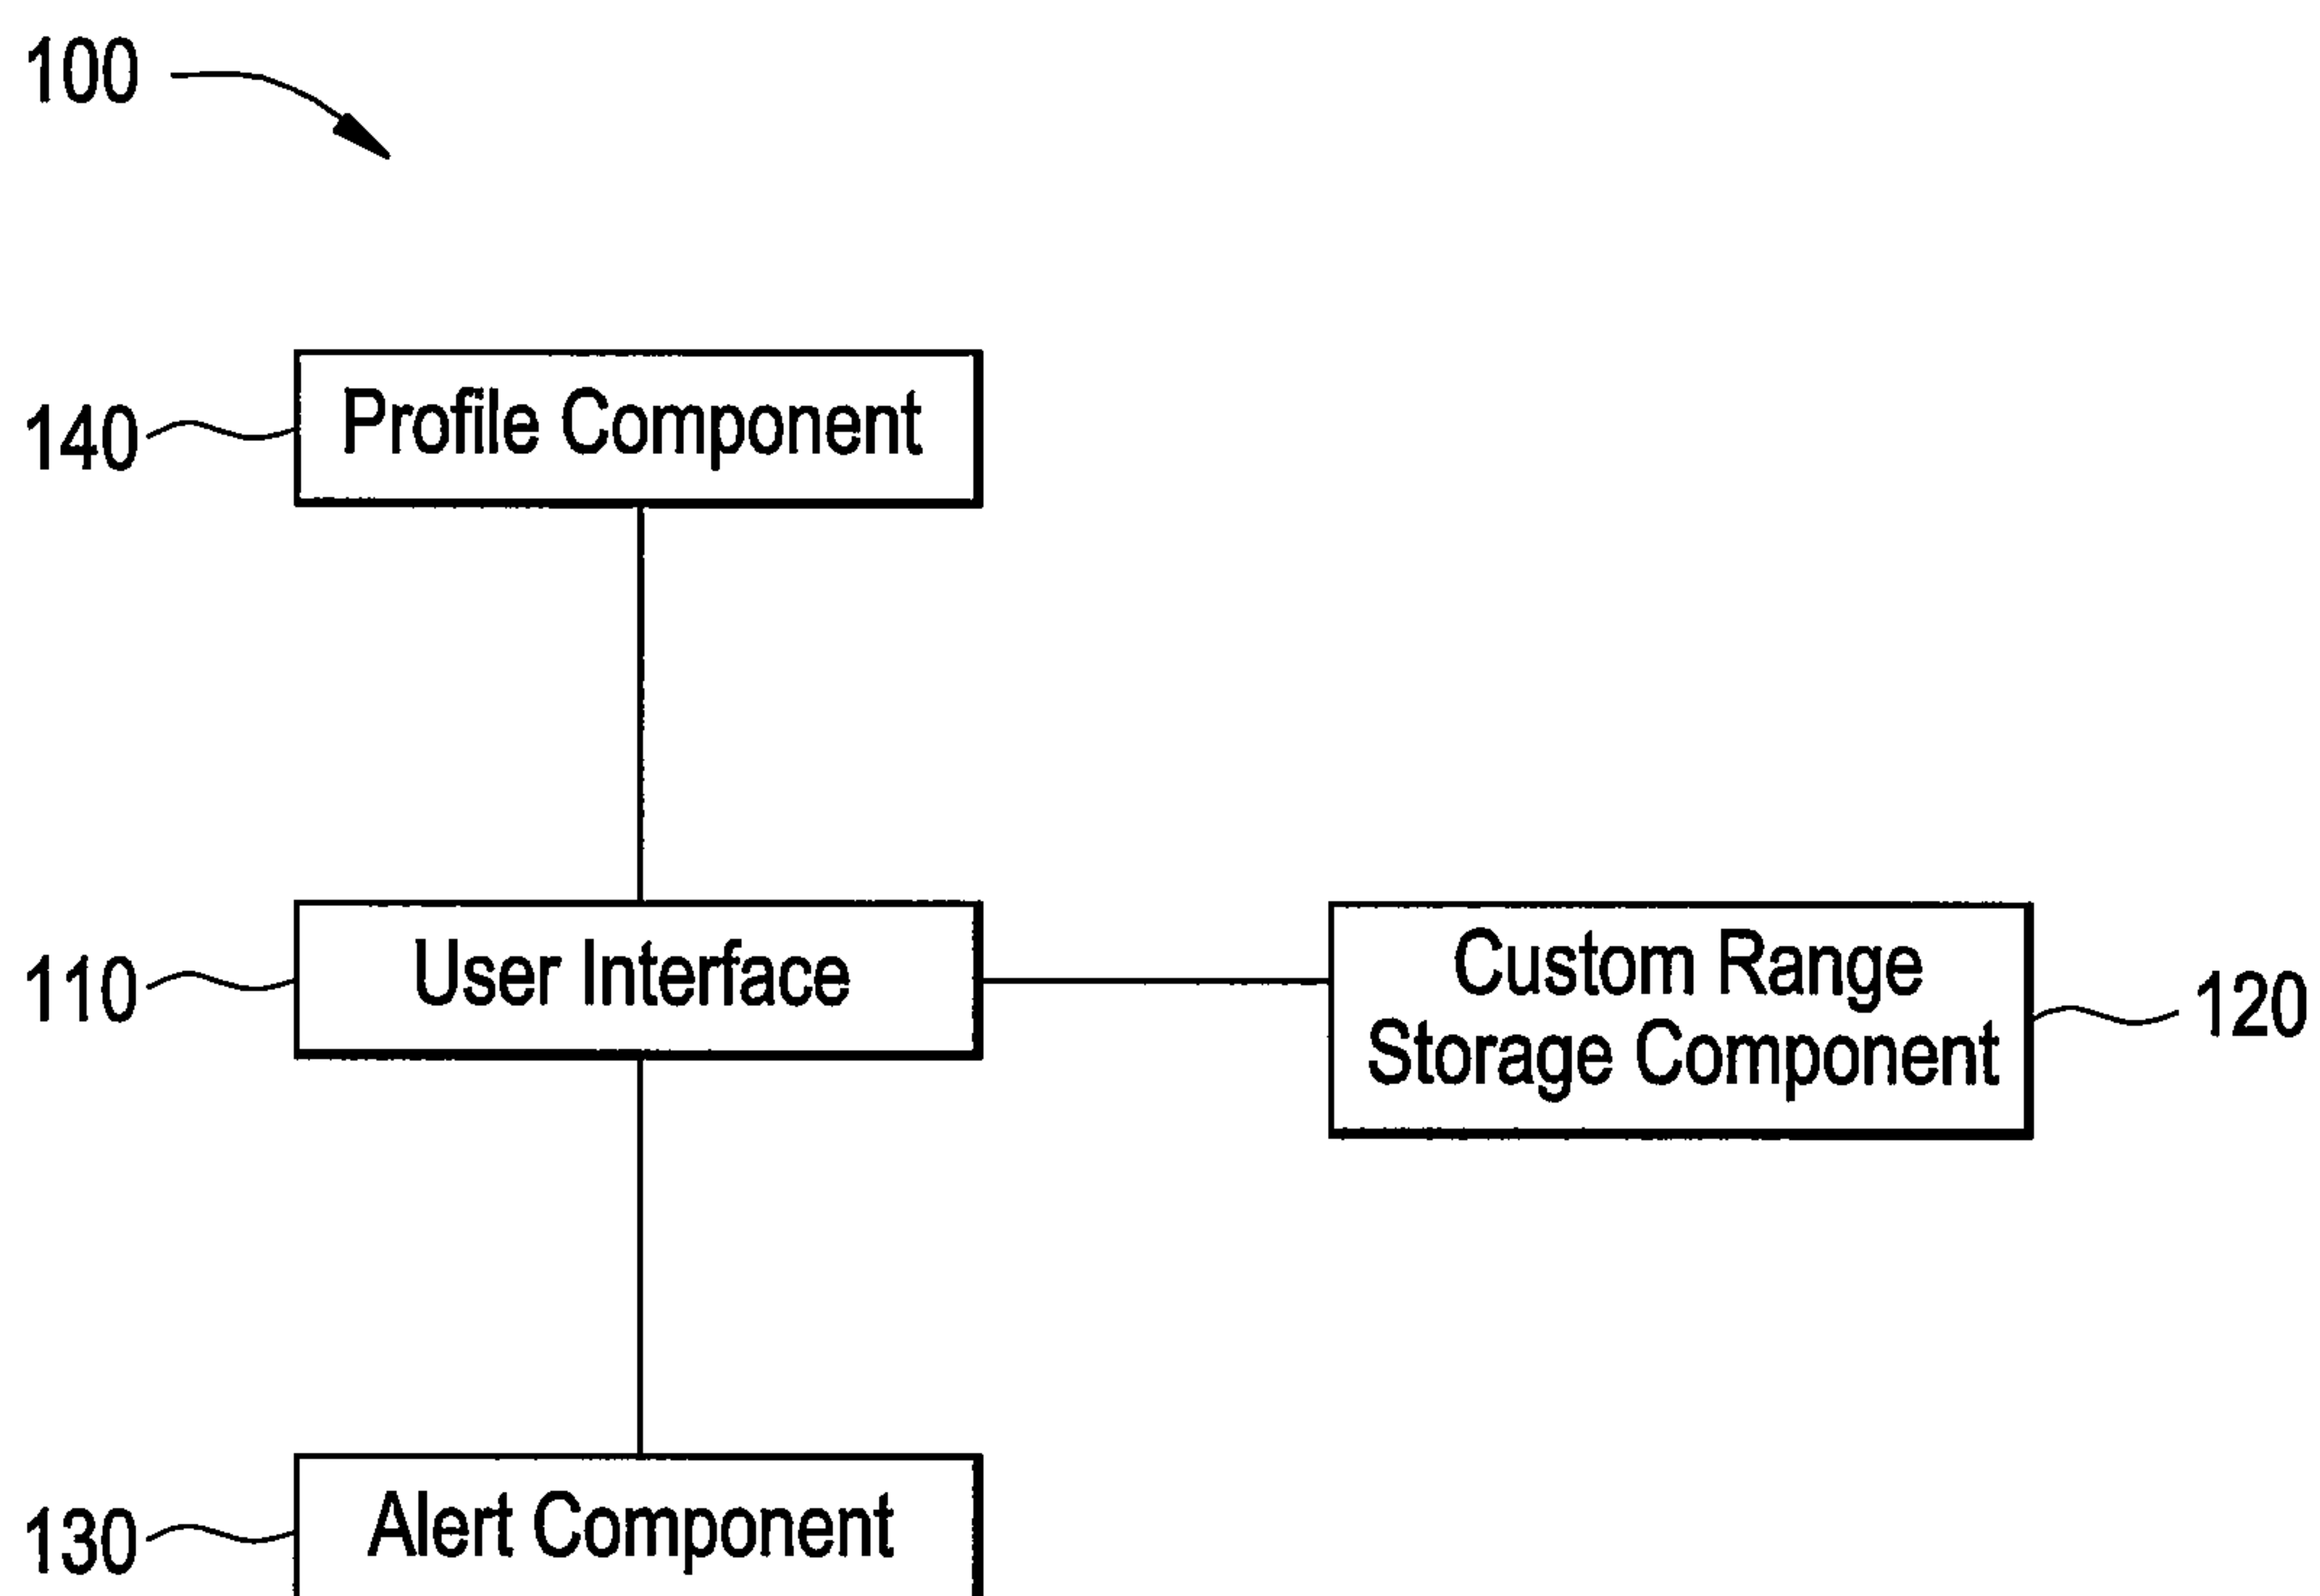 100
140
Profile Component
110
User Interface
Custom Range
Storage Component
120
130
Alert Component